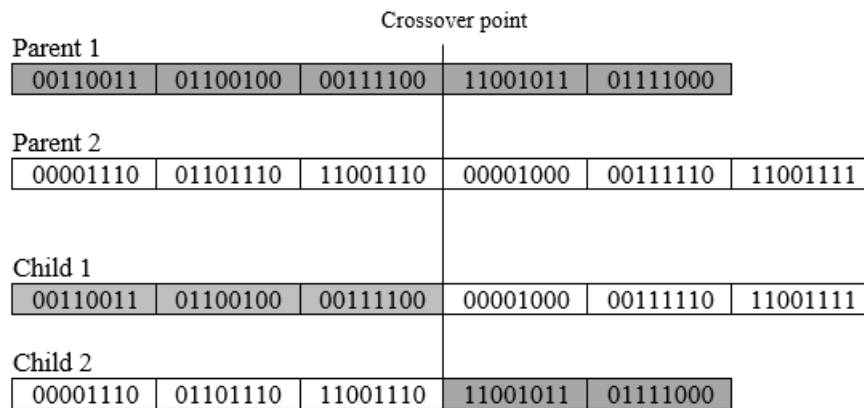 Crossover point
Parent 1
00110011 01100100 00111100 11001011 01111000
Parent 2
00001110 01101110 11001110 00001000 00111110 11001111
Child 1
00110011 01100100 00111100 00001000 00111110 11001111
Child 2
00001110 01101110 11001110 11001011 01111000